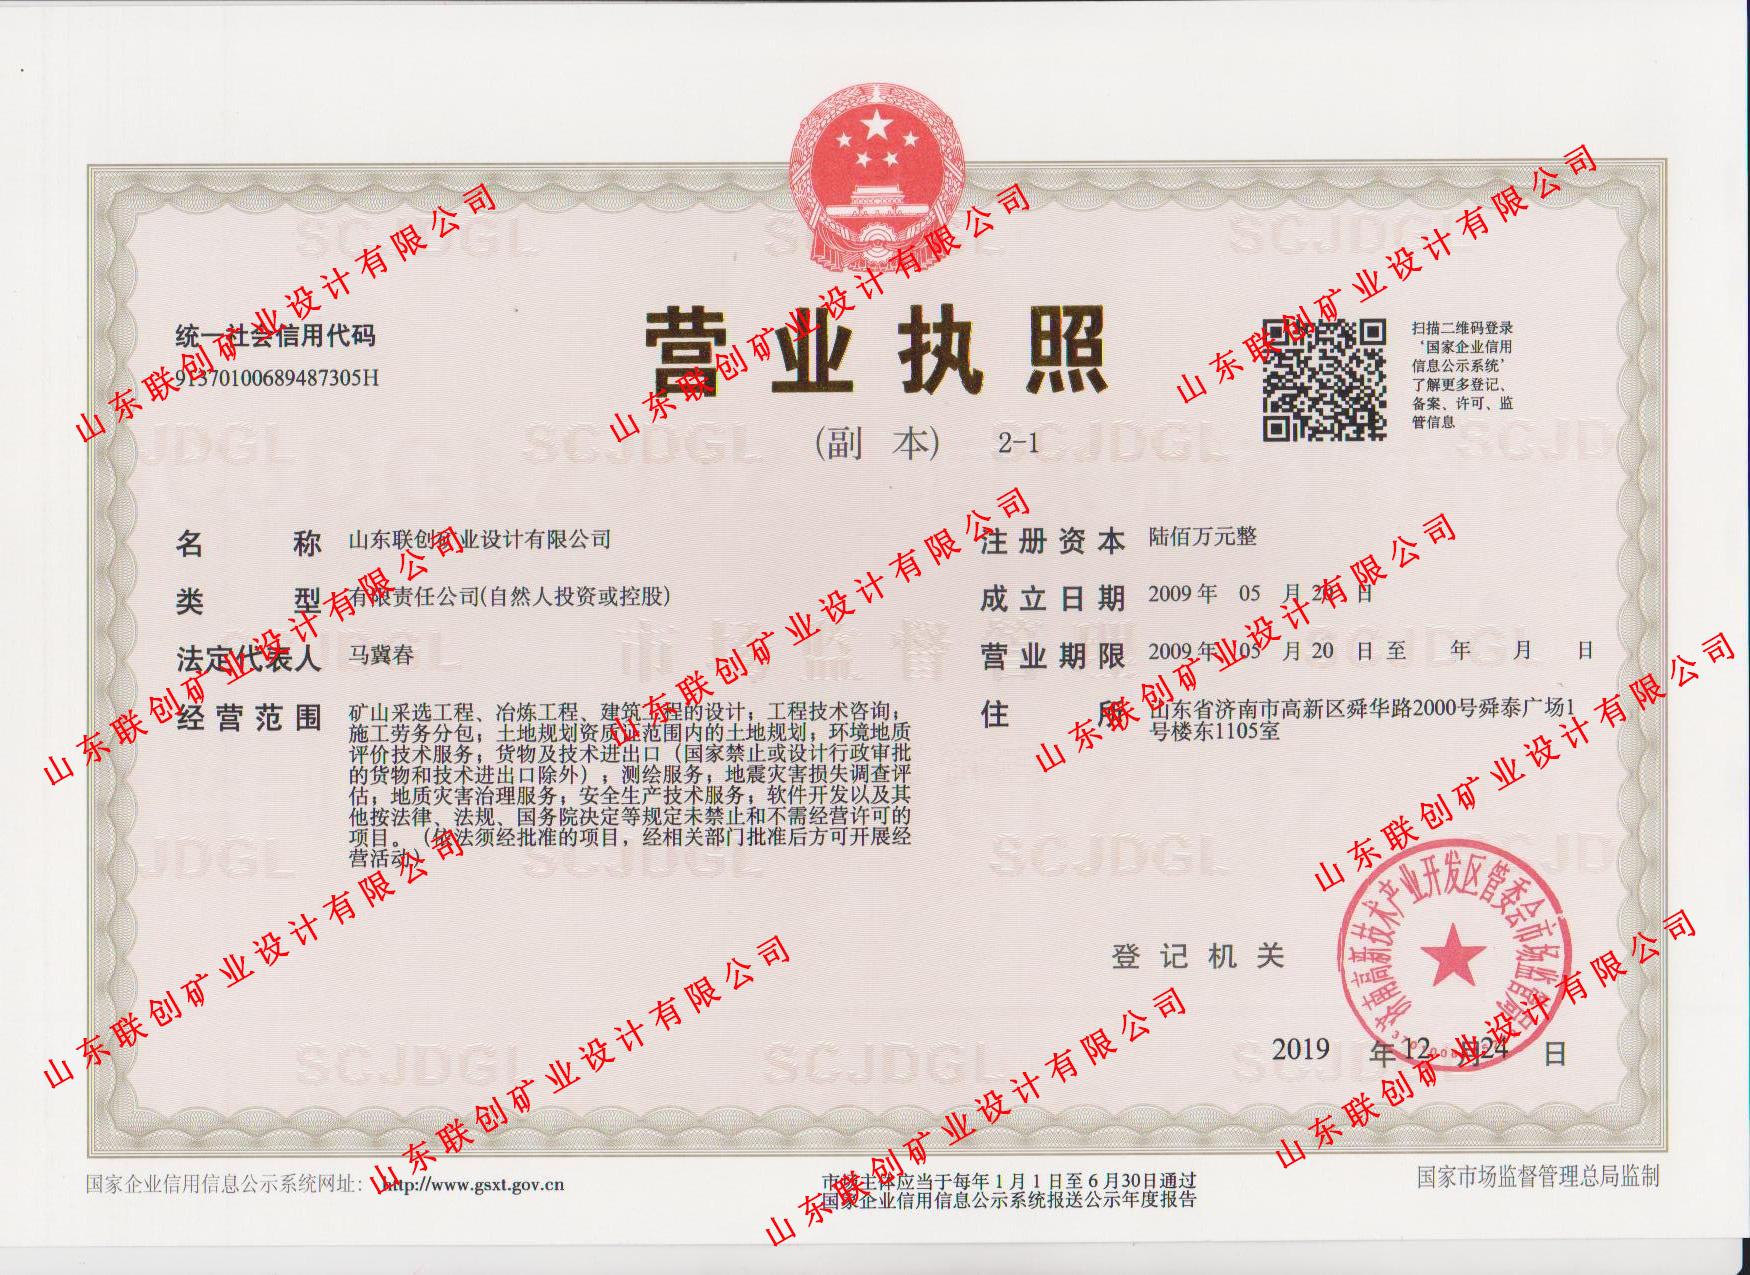 营业执照
(副 本) 2-1
统一社会信用代码
91370100689487305H
扫描二维码登录
‘国家企业信用
信息公示系统’
了解更多登记、
备案、许可、监
管信息
名 称 山东联创矿业设计有限公司
类 型 有限责任公司(自然人投资或控股)
法定代表人 马冀春
经营范围 矿山采选工程、冶炼工程、建筑工程的设计；工程技术咨询；
施工劳务分包；土地规划资质证范围内的土地规划；环境地质
评价技术服务；货物及技术进出口（国家禁止或设计行政审批
的货物和技术进出口除外）；测绘服务；地震灾害损失调查评
估；地质灾害治理服务；安全生产技术服务；软件开发以及其
他按法律、法规、国务院决定等规定未禁止和不需经营许可的
项目。（依法须经批准的项目，经相关部门批准后方可开展经
营活动）
注册资本 陆佰万元整
成立日期 2009 年 05 月 20 日
营业期限 2009 年 05 月 20 日 至 年 月 日
住 所 山东省济南市高新区舜华路2000号舜泰广场1
号楼东1105室
登记机关
济南高新技术产业开发区管委会市场监管局
2019 年 12 月 24 日
国家企业信用信息公示系统网址： http://www.gsxt.gov.cn
市场主体应当于每年 1 月 1 日至 6 月 30日通过
国家企业信用信息公示系统报送公示年度报告
国家市场监督管理总局监制
山东联创矿业设计有限公司
山东联创矿业设计有限公司
山东联创矿业设计有限公司
山东联创矿业设计有限公司
山东联创矿业设计有限公司
山东联创矿业设计有限公司
山东联创矿业设计有限公司
山东联创矿业设计有限公司
山东联创矿业设计有限公司
山东联创矿业设计有限公司
山东联创矿业设计有限公司